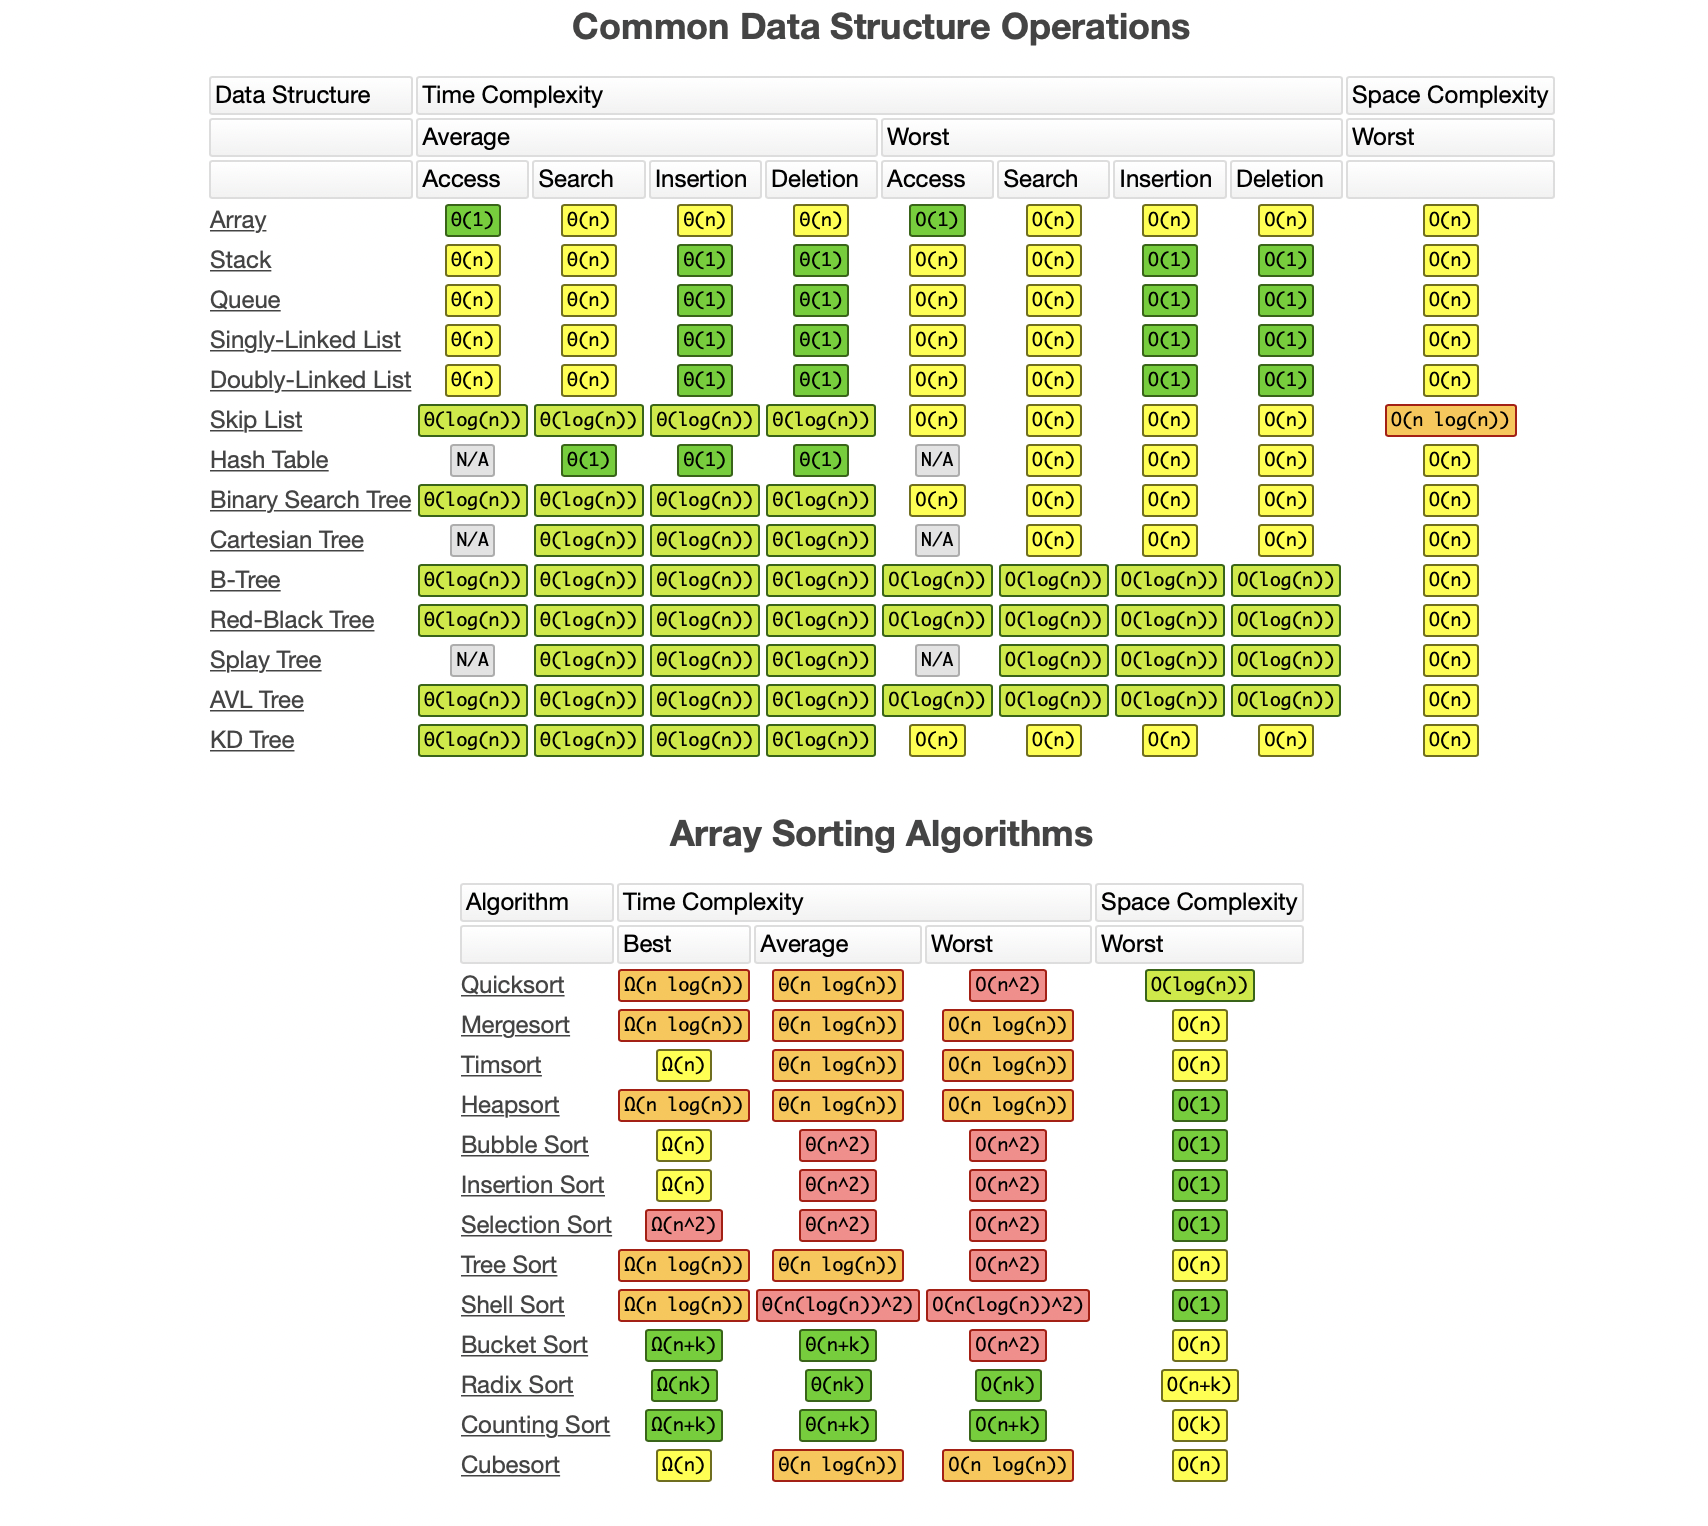 Common Data Structure Operations
Data Structure Time Complexity Space Complexity
Average Worst Worst
Access Search Insertion Deletion Access Search Insertion Deletion
Array Θ(1) Θ(n) Θ(n) Θ(n) O(1) O(n) O(n) O(n) O(n)
Stack Θ(n) Θ(n) Θ(1) Θ(1) O(n) O(n) O(1) O(1) O(n)
Queue Θ(n) Θ(n) Θ(1) Θ(1) O(n) O(n) O(1) O(1) O(n)
Singly-Linked List Θ(n) Θ(n) Θ(1) Θ(1) O(n) O(n) O(1) O(1) O(n)
Doubly-Linked List Θ(n) Θ(n) Θ(1) Θ(1) O(n) O(n) O(1) O(1) O(n)
Skip List Θ(log(n)) Θ(log(n)) Θ(log(n)) Θ(log(n)) O(n) O(n) O(n) O(n) O(n log(n))
Hash Table N/A Θ(1) Θ(1) Θ(1) N/A O(n) O(n) O(n) O(n)
Binary Search Tree Θ(log(n)) Θ(log(n)) Θ(log(n)) Θ(log(n)) O(n) O(n) O(n) O(n) O(n)
Cartesian Tree N/A Θ(log(n)) Θ(log(n)) Θ(log(n)) N/A O(n) O(n) O(n) O(n)
B-Tree Θ(log(n)) Θ(log(n)) Θ(log(n)) Θ(log(n)) O(log(n)) O(log(n)) O(log(n)) O(log(n)) O(n)
Red-Black Tree Θ(log(n)) Θ(log(n)) Θ(log(n)) Θ(log(n)) O(log(n)) O(log(n)) O(log(n)) O(log(n)) O(n)
Splay Tree N/A Θ(log(n)) Θ(log(n)) Θ(log(n)) N/A O(log(n)) O(log(n)) O(log(n)) O(n)
AVL Tree Θ(log(n)) Θ(log(n)) Θ(log(n)) Θ(log(n)) O(log(n)) O(log(n)) O(log(n)) O(log(n)) O(n)
KD Tree Θ(log(n)) Θ(log(n)) Θ(log(n)) Θ(log(n)) O(n) O(n) O(n) O(n) O(n)
Array Sorting Algorithms
Algorithm Time Complexity Space Complexity
Best Average Worst Worst
Quicksort Ω(n log(n)) Θ(n log(n)) O(n^2) O(log(n))
Mergesort Ω(n log(n)) Θ(n log(n)) O(n log(n)) O(n)
Timsort Ω(n) Θ(n log(n)) O(n log(n)) O(n)
Heapsort Ω(n log(n)) Θ(n log(n)) O(n log(n)) O(1)
Bubble Sort Ω(n) Θ(n^2) O(n^2) O(1)
Insertion Sort Ω(n) Θ(n^2) O(n^2) O(1)
Selection Sort Ω(n^2) Θ(n^2) O(n^2) O(1)
Tree Sort Ω(n log(n)) Θ(n log(n)) O(n^2) O(n)
Shell Sort Ω(n log(n)) Θ(n(log(n))^2) O(n(log(n))^2) O(1)
Bucket Sort Ω(n+k) Θ(n+k) O(n^2) O(n)
Radix Sort Ω(nk) Θ(nk) O(nk) O(n+k)
Counting Sort Ω(n+k) Θ(n+k) O(n+k) O(k)
Cubesort Ω(n) Θ(n log(n)) O(n log(n)) O(n)